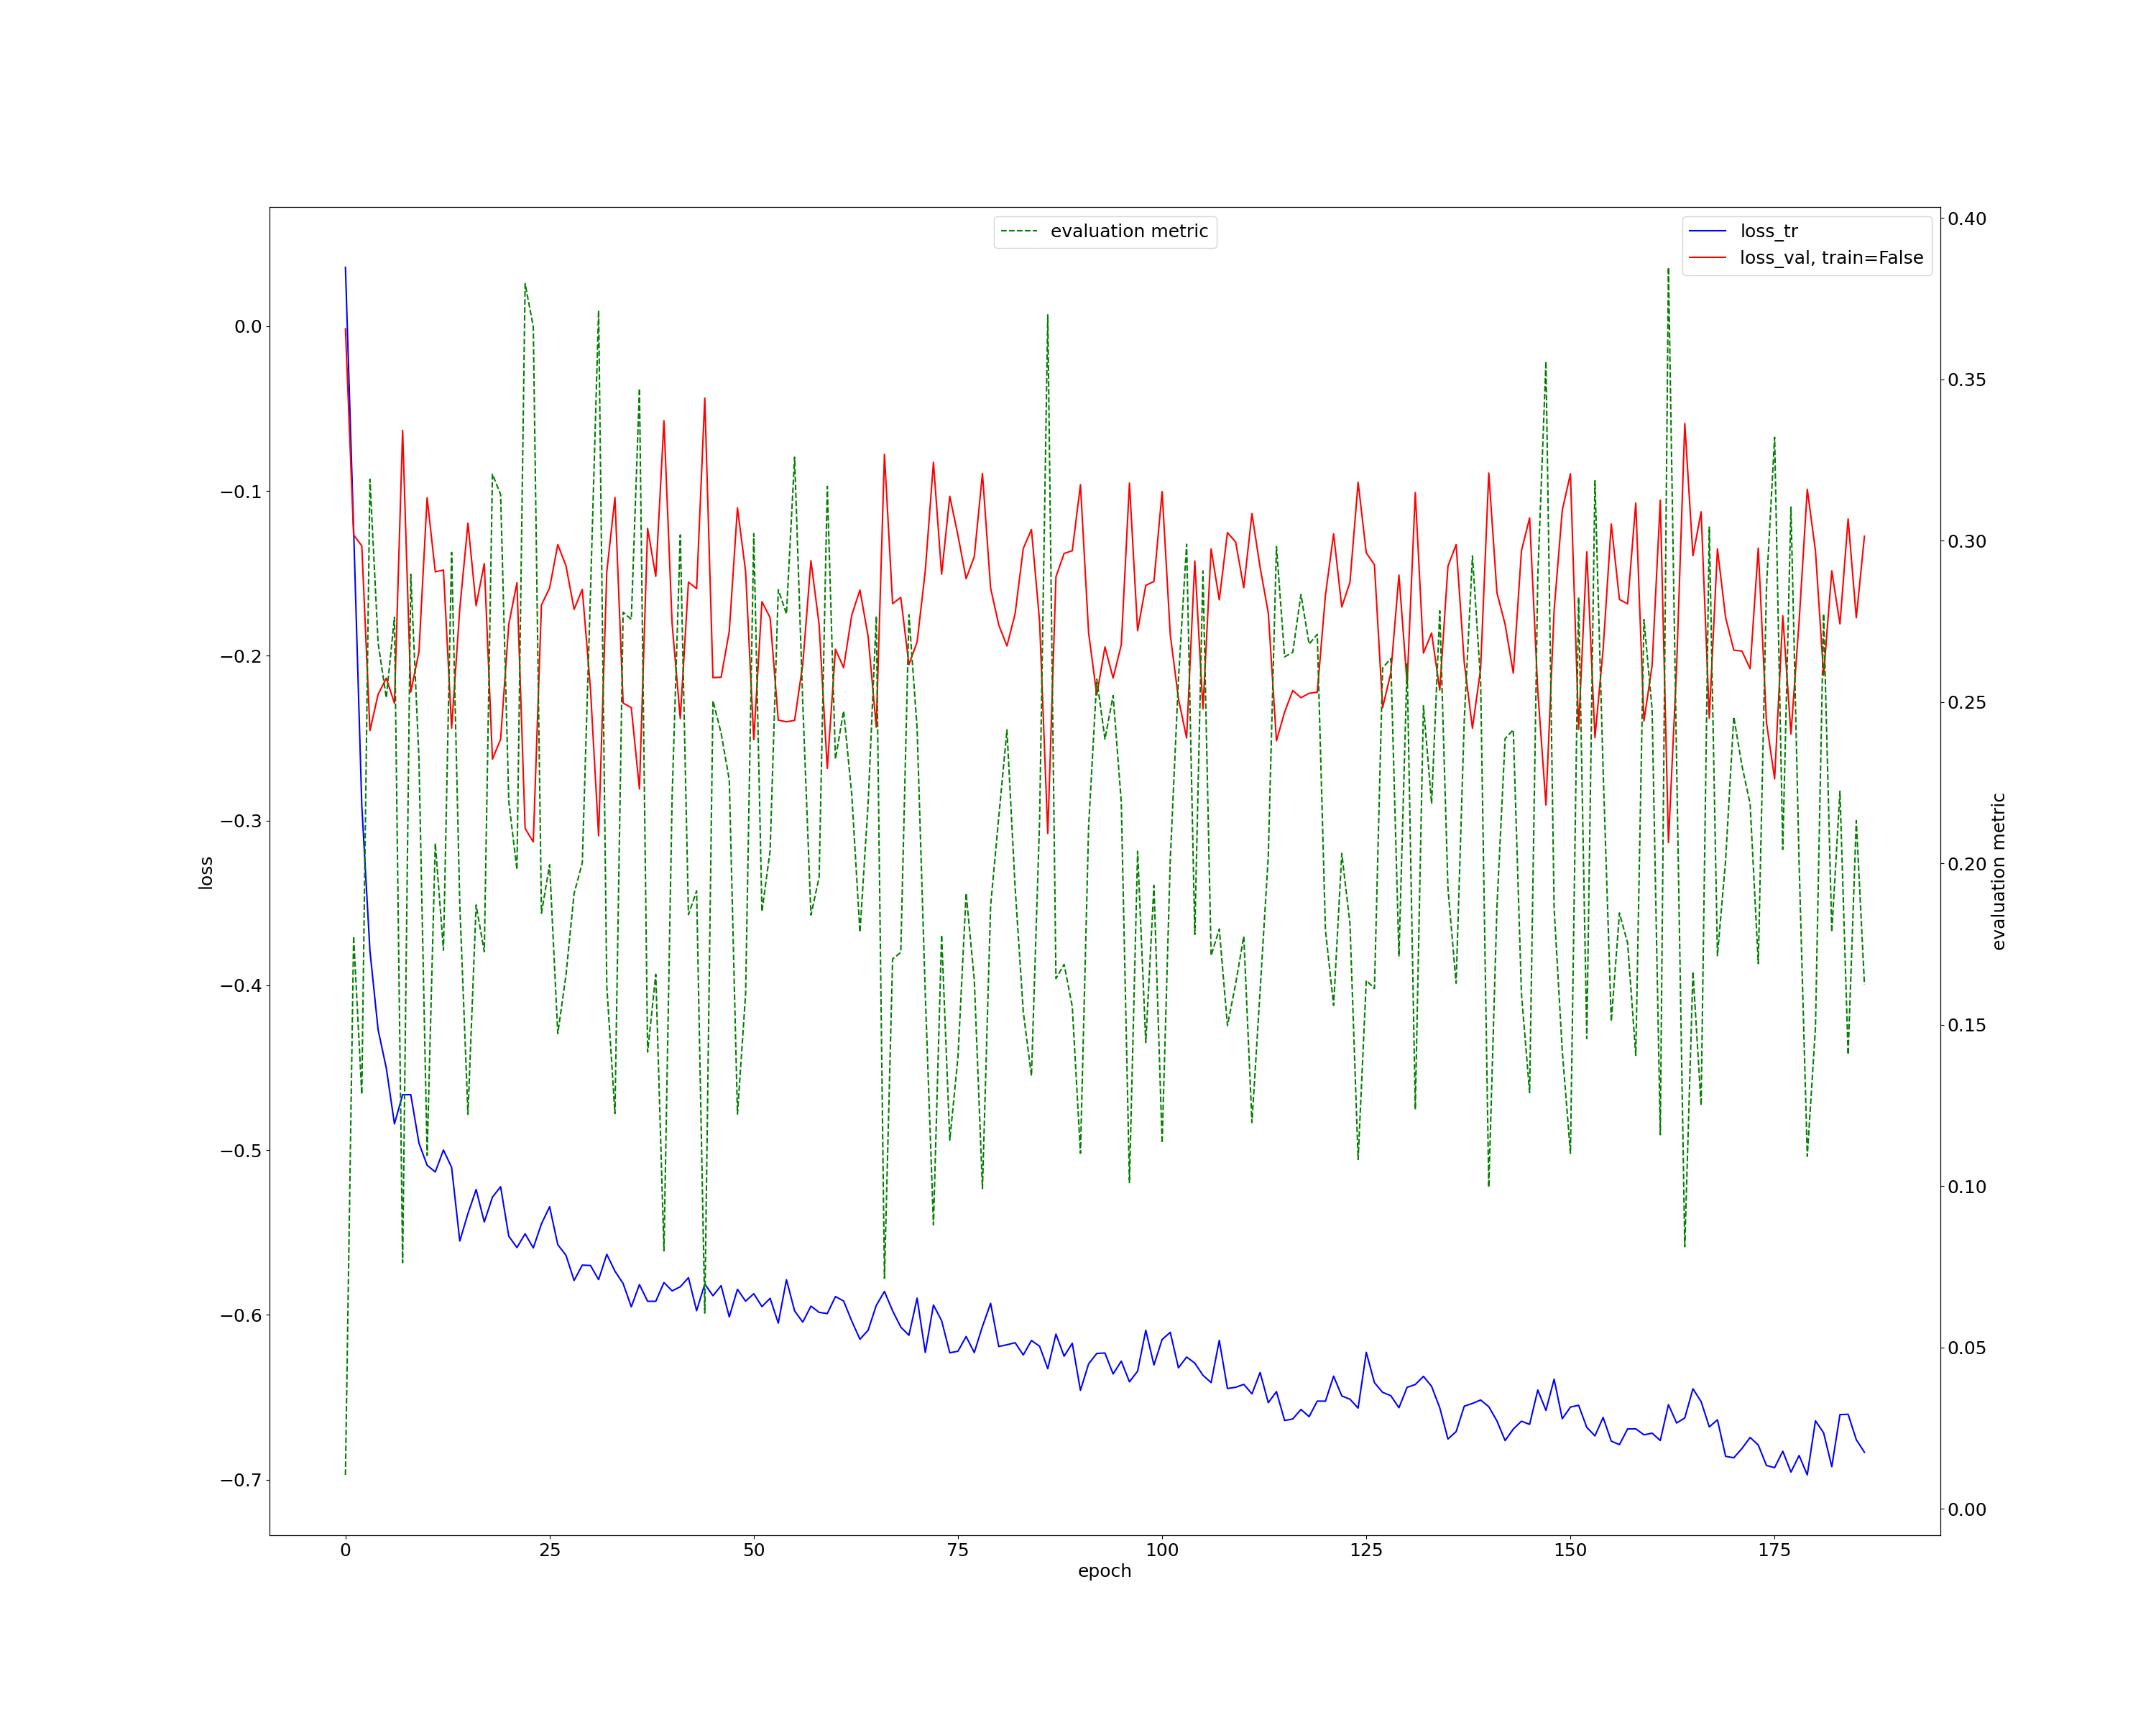 evaluation metric
loss_tr
loss_val, train=False
0.0
−0.1
−0.2
−0.3
−0.4
−0.5
−0.6
−0.7
loss
0.40
0.35
0.30
0.25
0.20
0.15
0.10
0.05
0.00
evaluation metric
0 25 50 75 100 125 150 175
epoch